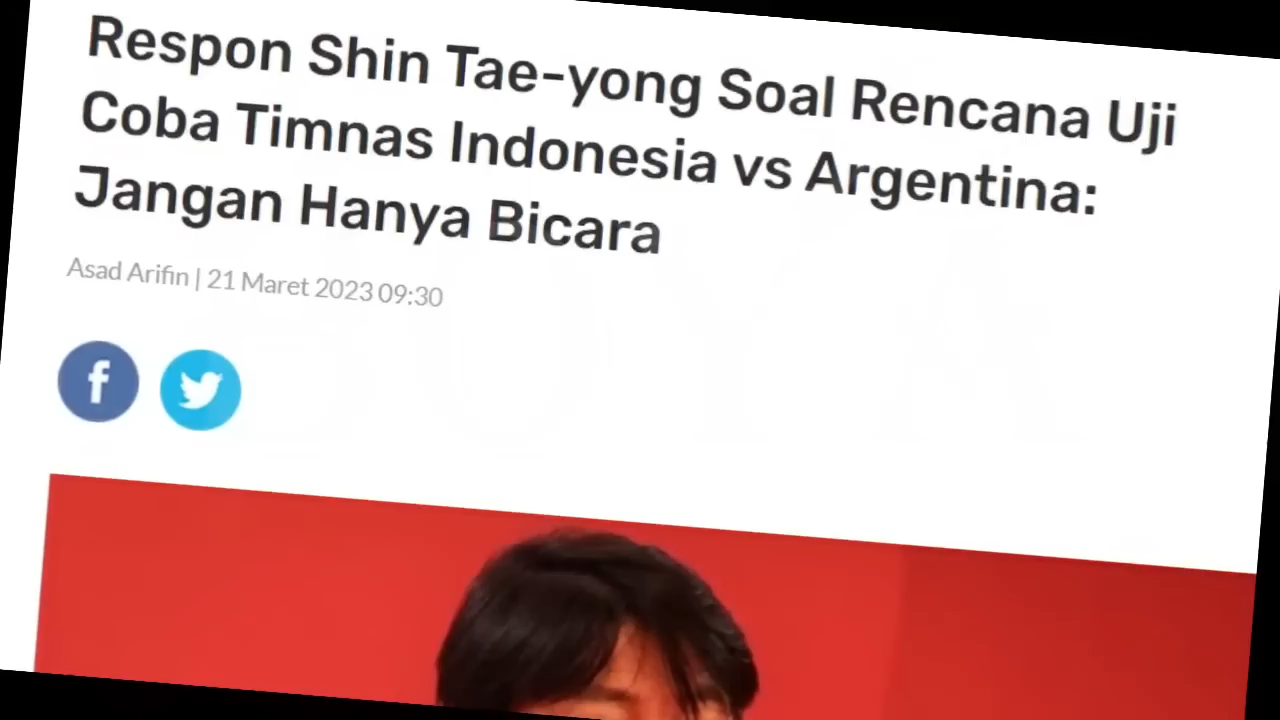 Respon Shin Tae-yong Soal Rencana Uji
Coba Timnas Indonesia vs Argentina:
Jangan Hanya Bicara
Asad Arifin | 21 Maret 2023 09:30